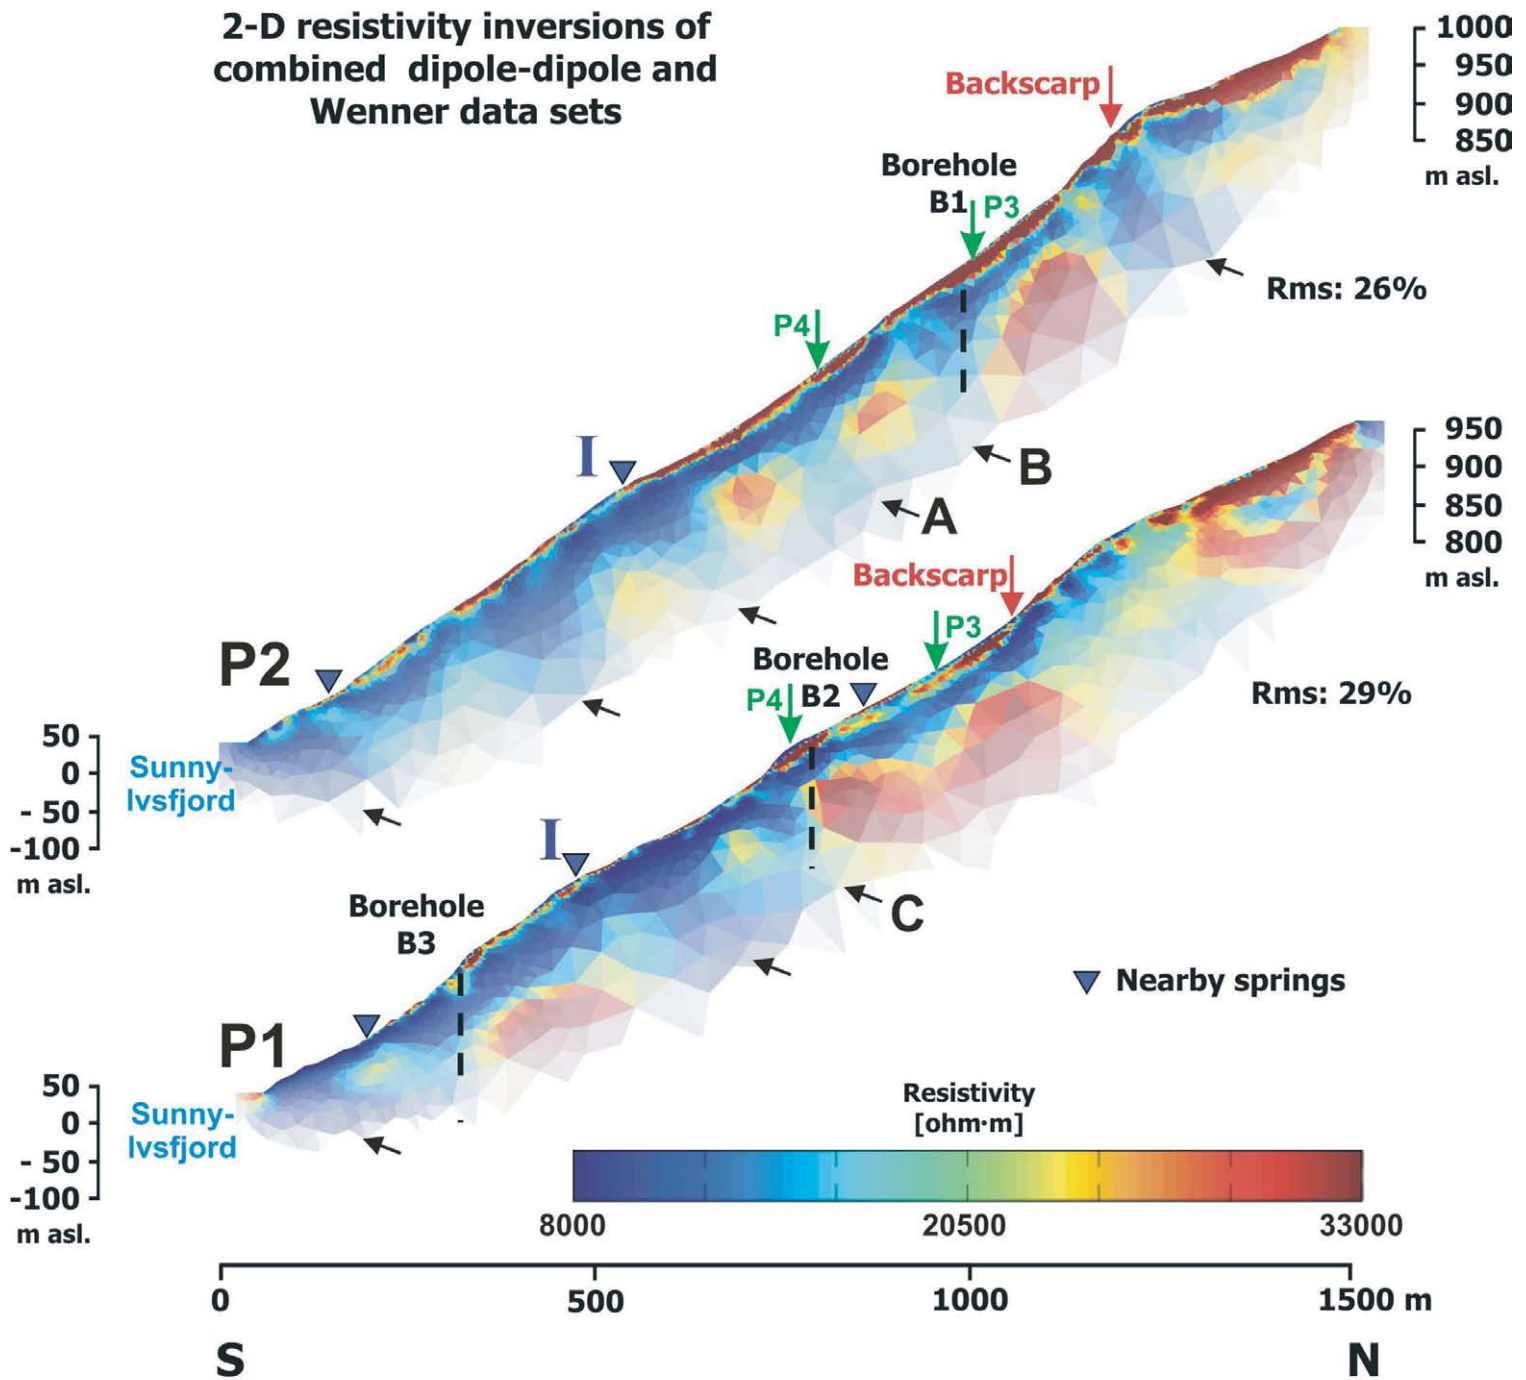 2-D resistivity inversions of
combined dipole-dipole and
Wenner data sets
1000
950
900
850
m asl.
Backscarp
Borehole
B1
P3
Rms: 26%
P4
I
B
A
950
900
850
800
m asl.
Backscarp
P3
P2
Borehole
P4 B2
Rms: 29%
50
0
- 50
-100
m asl.
Sunny-
lvsfjord
I
C
Borehole
B3
Nearby springs
P1
50
0
- 50
-100
m asl.
Sunny-
lvsfjord
Resistivity
[ohm·m]
8000 20500 33000
0 500 1000 1500 m
S N